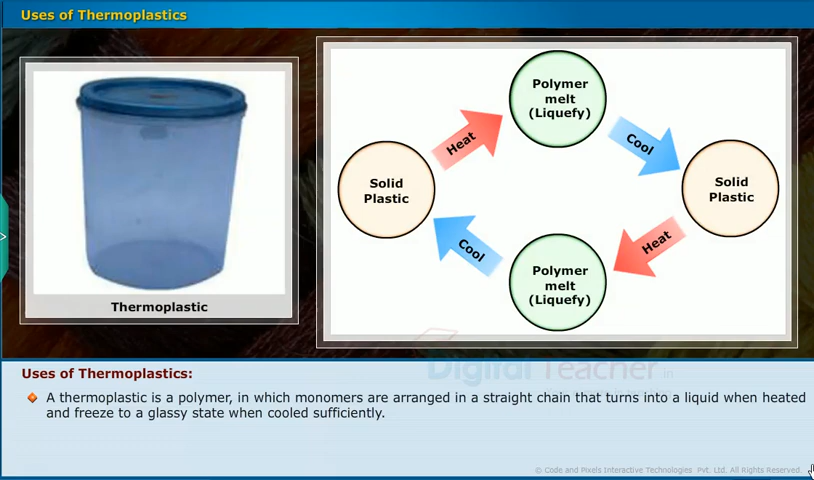 Uses of Thermoplastics
Thermoplastic
Polymer
melt
(Liquefy)
Heat
Cool
Solid
Plastic
Solid
Plastic
Cool
Heat
Polymer
melt
(Liquefy)
Digital Teacher in
Uses of Thermoplastics:
A thermoplastic is a polymer, in which monomers are arranged in a straight chain that turns into a liquid when heated
and freeze to a glassy state when cooled sufficiently.
© Code and Pixels Interactive Technologies Pvt. Ltd. All Rights Reserved.